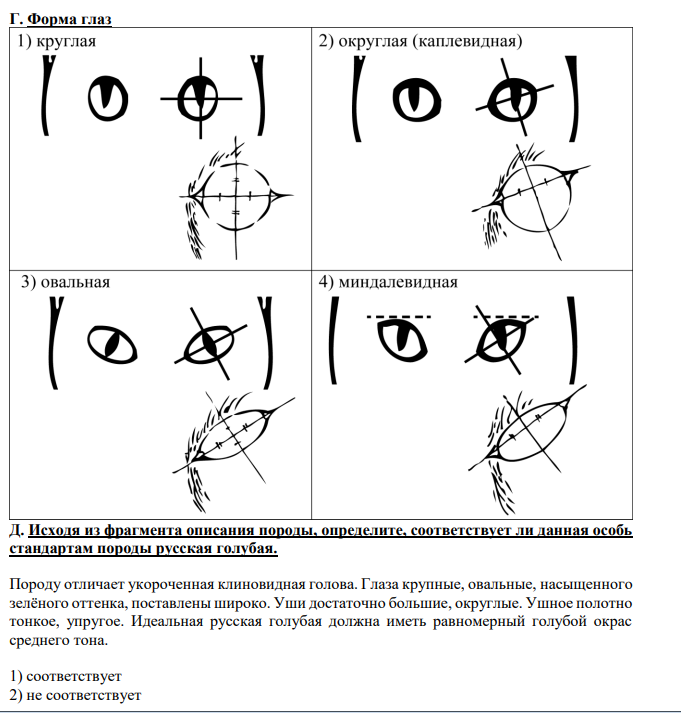 Г. Форма глаз
1) круглая
2) округлая (каплевидная)
3) овальная
4) миндалевидная
Д. Исходя из фрагмента описания породы, определите, соответствует ли данная особь
стандартам породы русская голубая.
Породу отличает укороченная клиновидная голова. Глаза крупные, овальные, насыщенного
зелёного оттенка, поставлены широко. Уши достаточно большие, округлые. Ушное полотно
тонкое, упругое. Идеальная русская голубая должна иметь равномерный голубой окрас
среднего тона.
1) соответствует
2) не соответствует